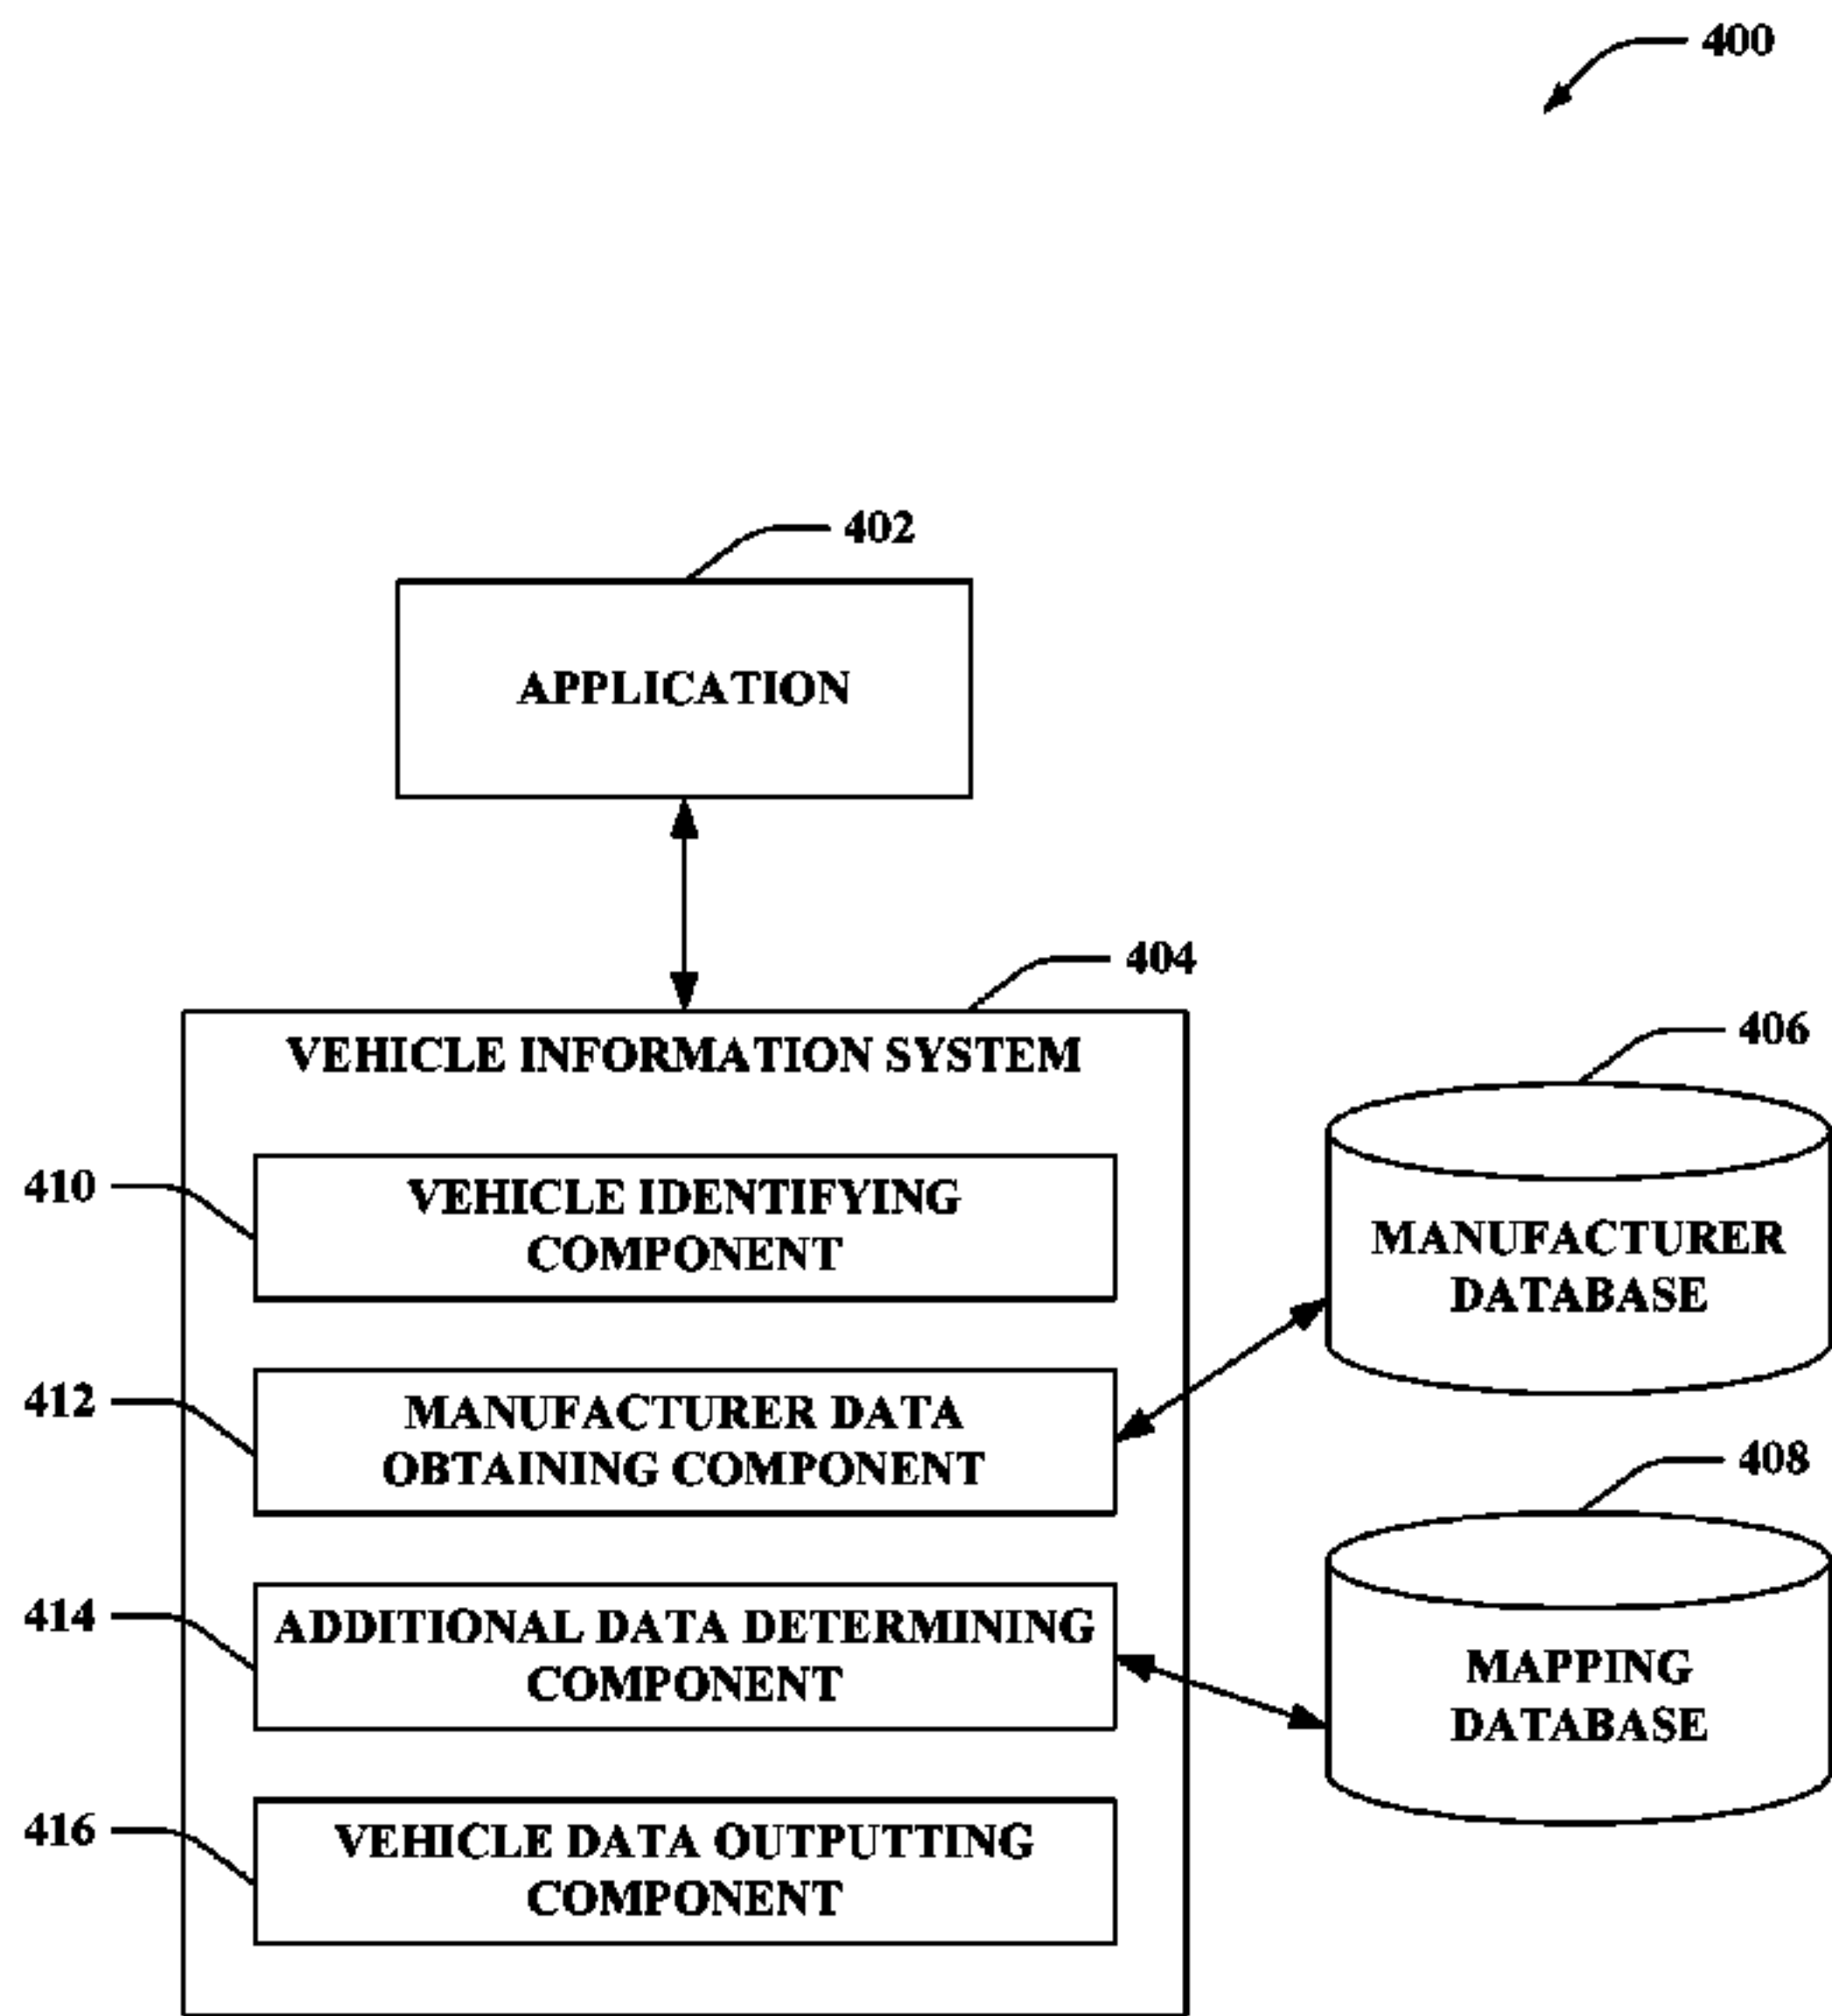 400
402
APPLICATION
404
VEHICLE INFORMATION SYSTEM
406
410
VEHICLE IDENTIFYING
COMPONENT
MANUFACTURER
DATABASE
412
MANUFACTURER DATA
OBTAINING COMPONENT
408
414
ADDITIONAL DATA DETERMINING
COMPONENT
MAPPING
DATABASE
416
VEHICLE DATA OUTPUTTING
COMPONENT